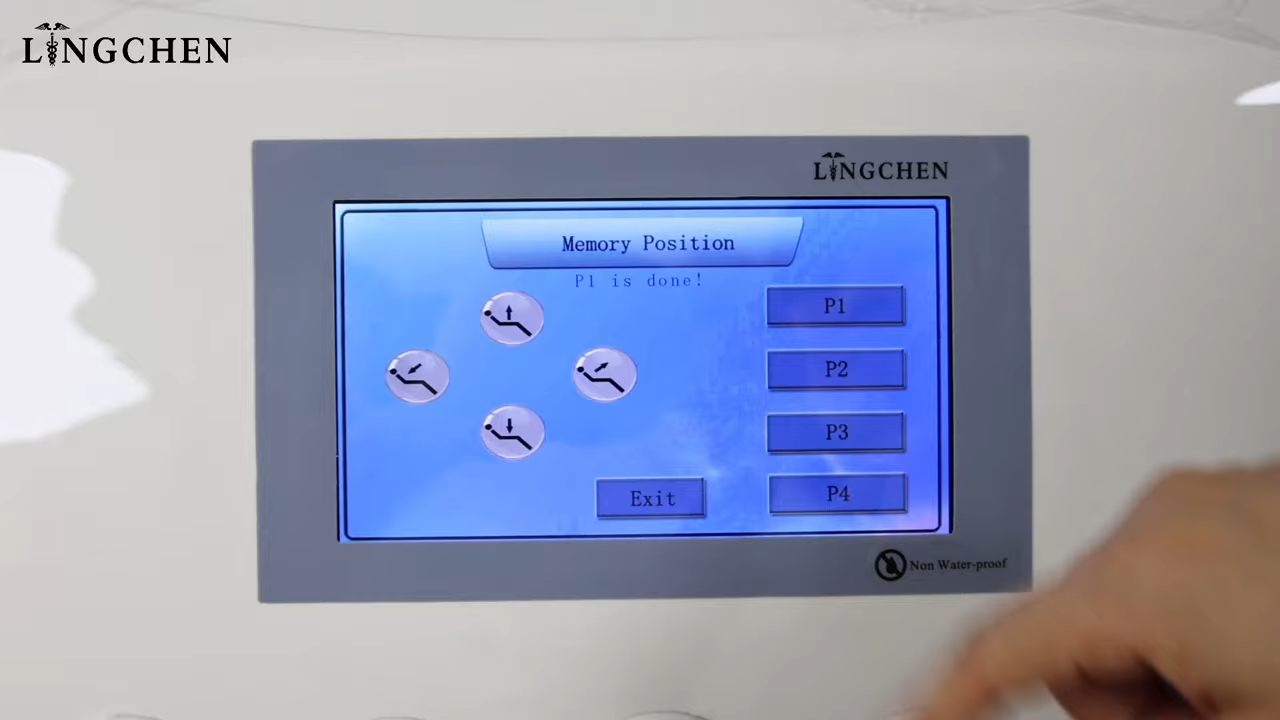 LINGCHEN
LINGCHEN
Memory Position
P1 is done!
P1
P2
P3
P4
Exit
Non Water-proof